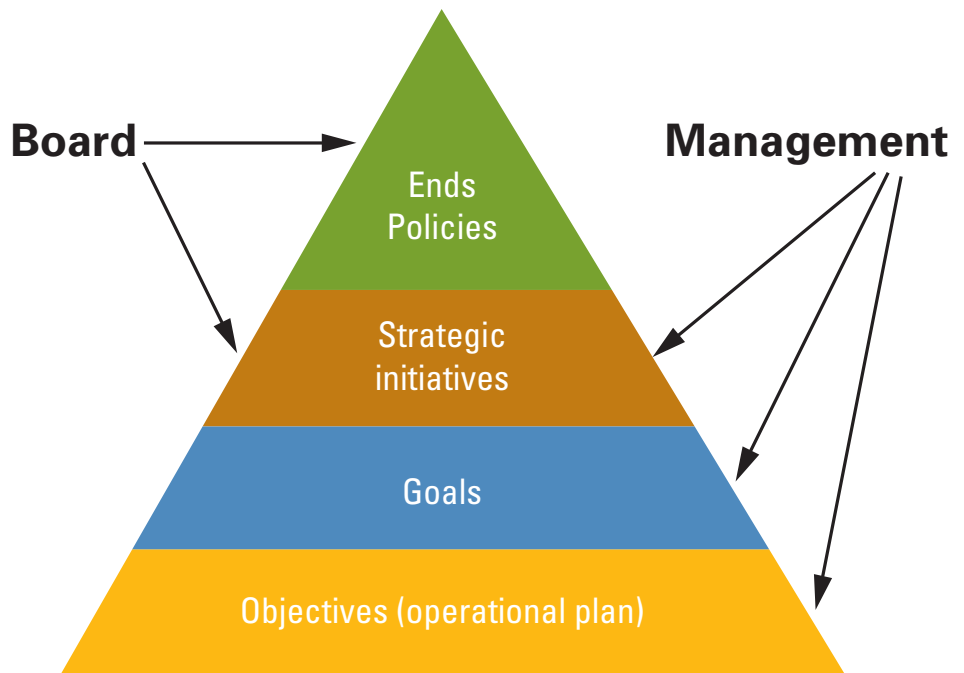 Board
Management
Ends
Policies
Strategic
initiatives
Goals
Objectives (operational plan)